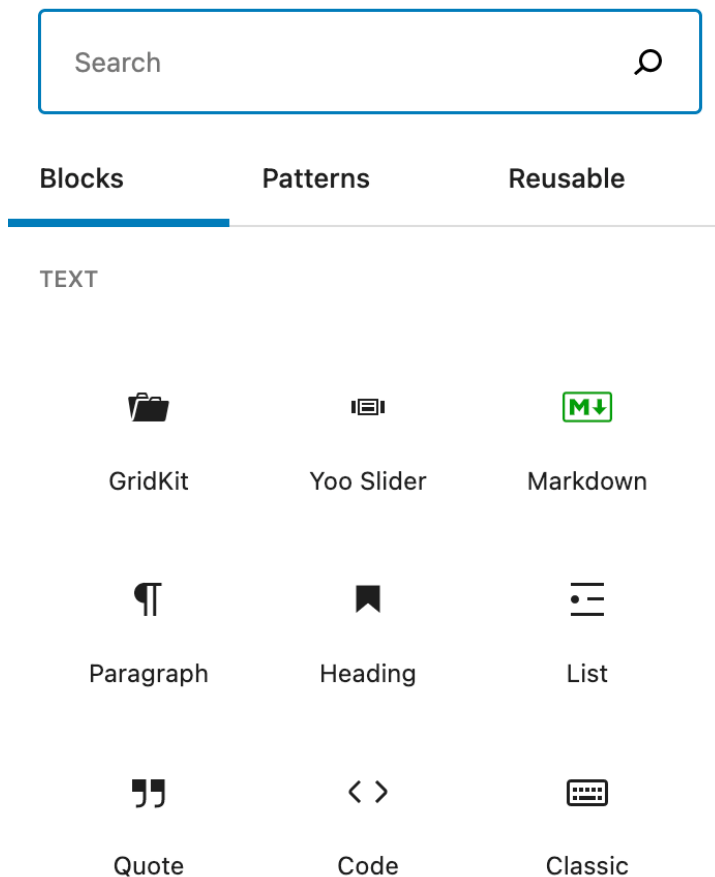 Search
Blocks Patterns Reusable
TEXT
GridKit Yoo Slider Markdown
Paragraph Heading List
Quote Code Classic